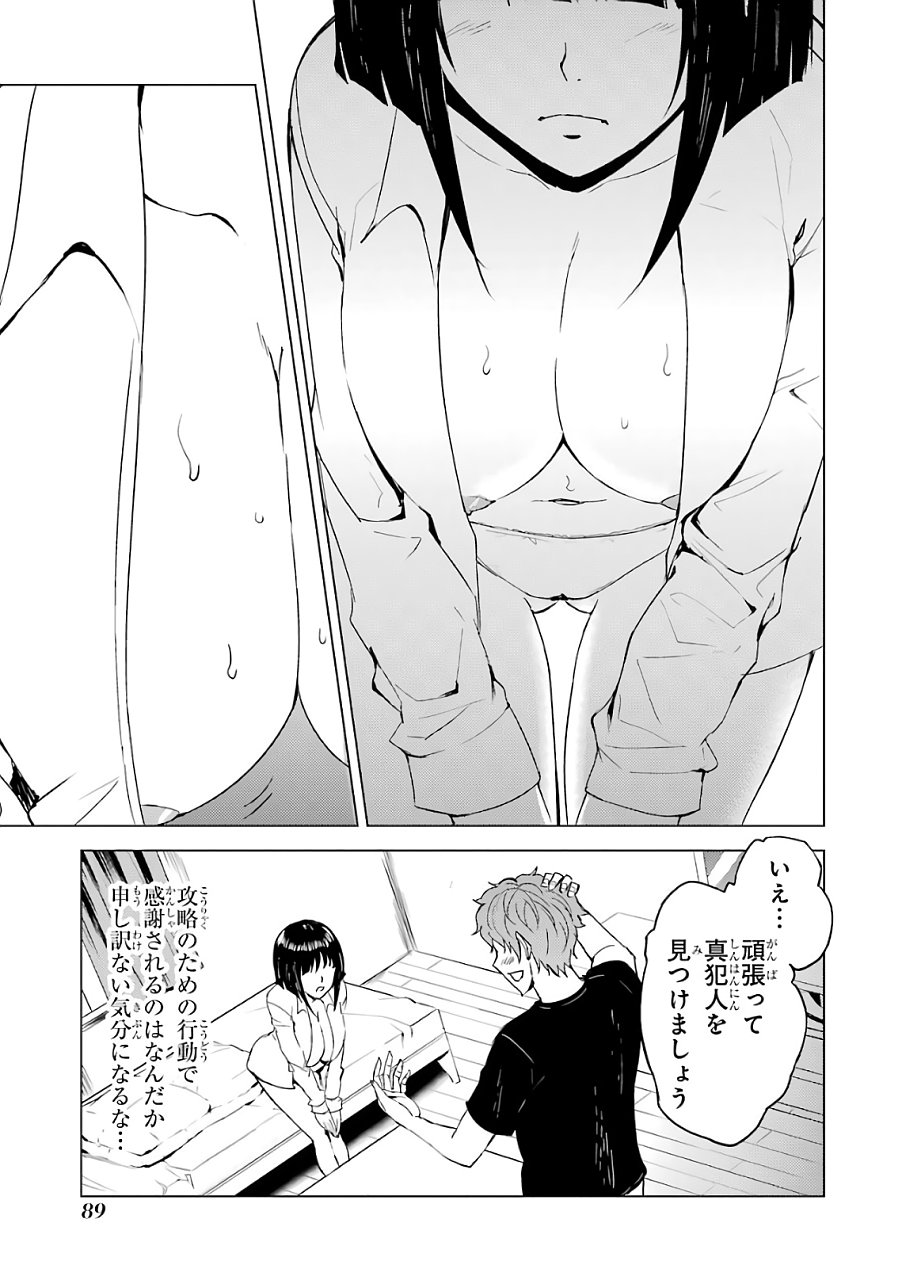 いえ…
頑張って
真犯人を
見つけましょう
攻略のための行動で
感謝されるのはなんだか
申し訳ない気分になるな…
89